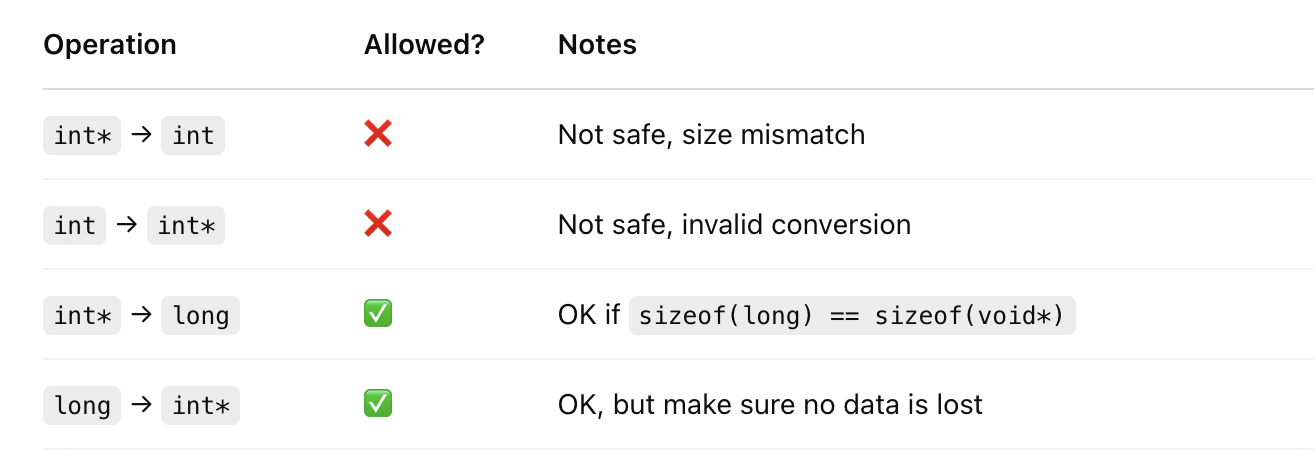 Operation Allowed? Notes
int* → int ❌ Not safe, size mismatch
int → int* ❌ Not safe, invalid conversion
int* → long ✅ OK if sizeof(long) == sizeof(void*)
long → int* ✅ OK, but make sure no data is lost